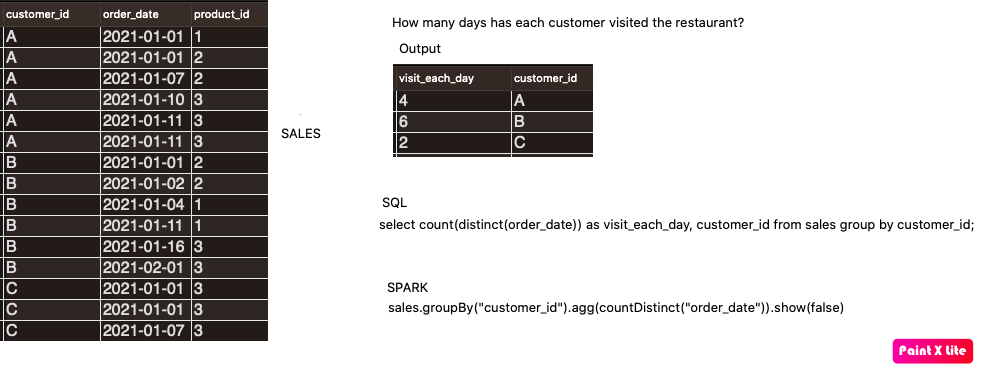 customer_id order_date product_id
A 2021-01-01 1
A 2021-01-01 2
A 2021-01-07 2
A 2021-01-10 3
A 2021-01-11 3
A 2021-01-11 3
B 2021-01-01 2
B 2021-01-02 2
B 2021-01-04 1
B 2021-01-11 1
B 2021-01-16 3
B 2021-02-01 3
C 2021-01-01 3
C 2021-01-01 3
C 2021-01-07 3
SALES
How many days has each customer visited the restaurant?
Output
visit_each_day customer_id
4 A
6 B
2 C
SQL
select count(distinct(order_date)) as visit_each_day, customer_id from sales group by customer_id;
SPARK
sales.groupBy("customer_id").agg(countDistinct("order_date")).show(false)
Paint X Lite